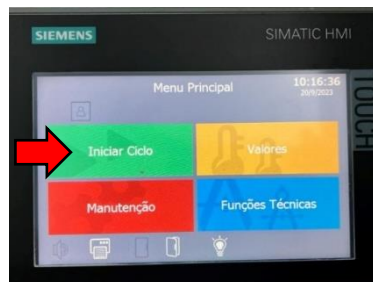 SIEMENS
SIMATIC HMI
TOUCH
Menu Principal
10:16:36
20/9/2023
Iniciar Ciclo
Valores
Manutenção
Funções Técnicas